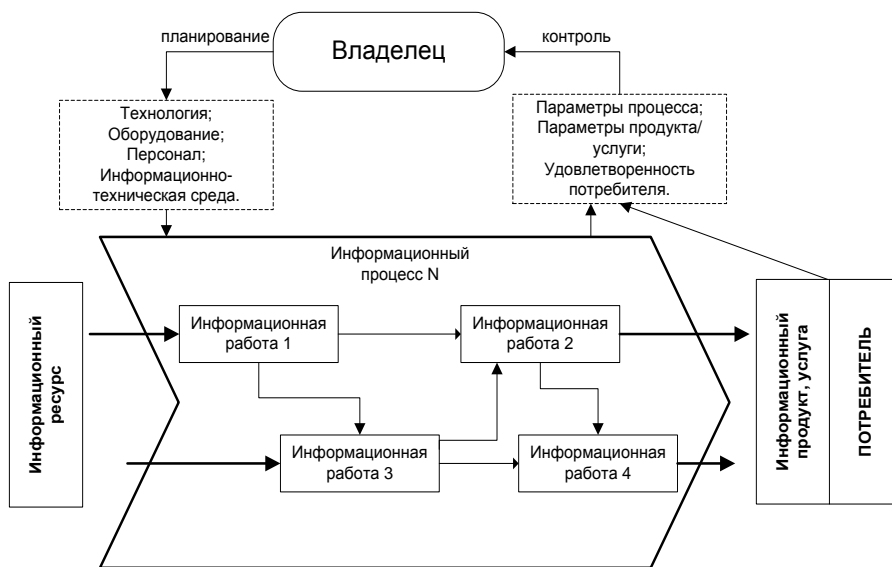 планирование
Владелец
контроль
Технология;
Оборудование;
Персонал;
Информационно-
техническая среда.
Параметры процесса;
Параметры продукта/
услуги;
Удовлетворенность
потребителя.
Информационный
процесс N
Информационный
ресурс
Информационная
работа 1
Информационная
работа 2
Информационная
работа 3
Информационная
работа 4
Информационный
продукт, услуга
ПОТРЕБИТЕЛЬ